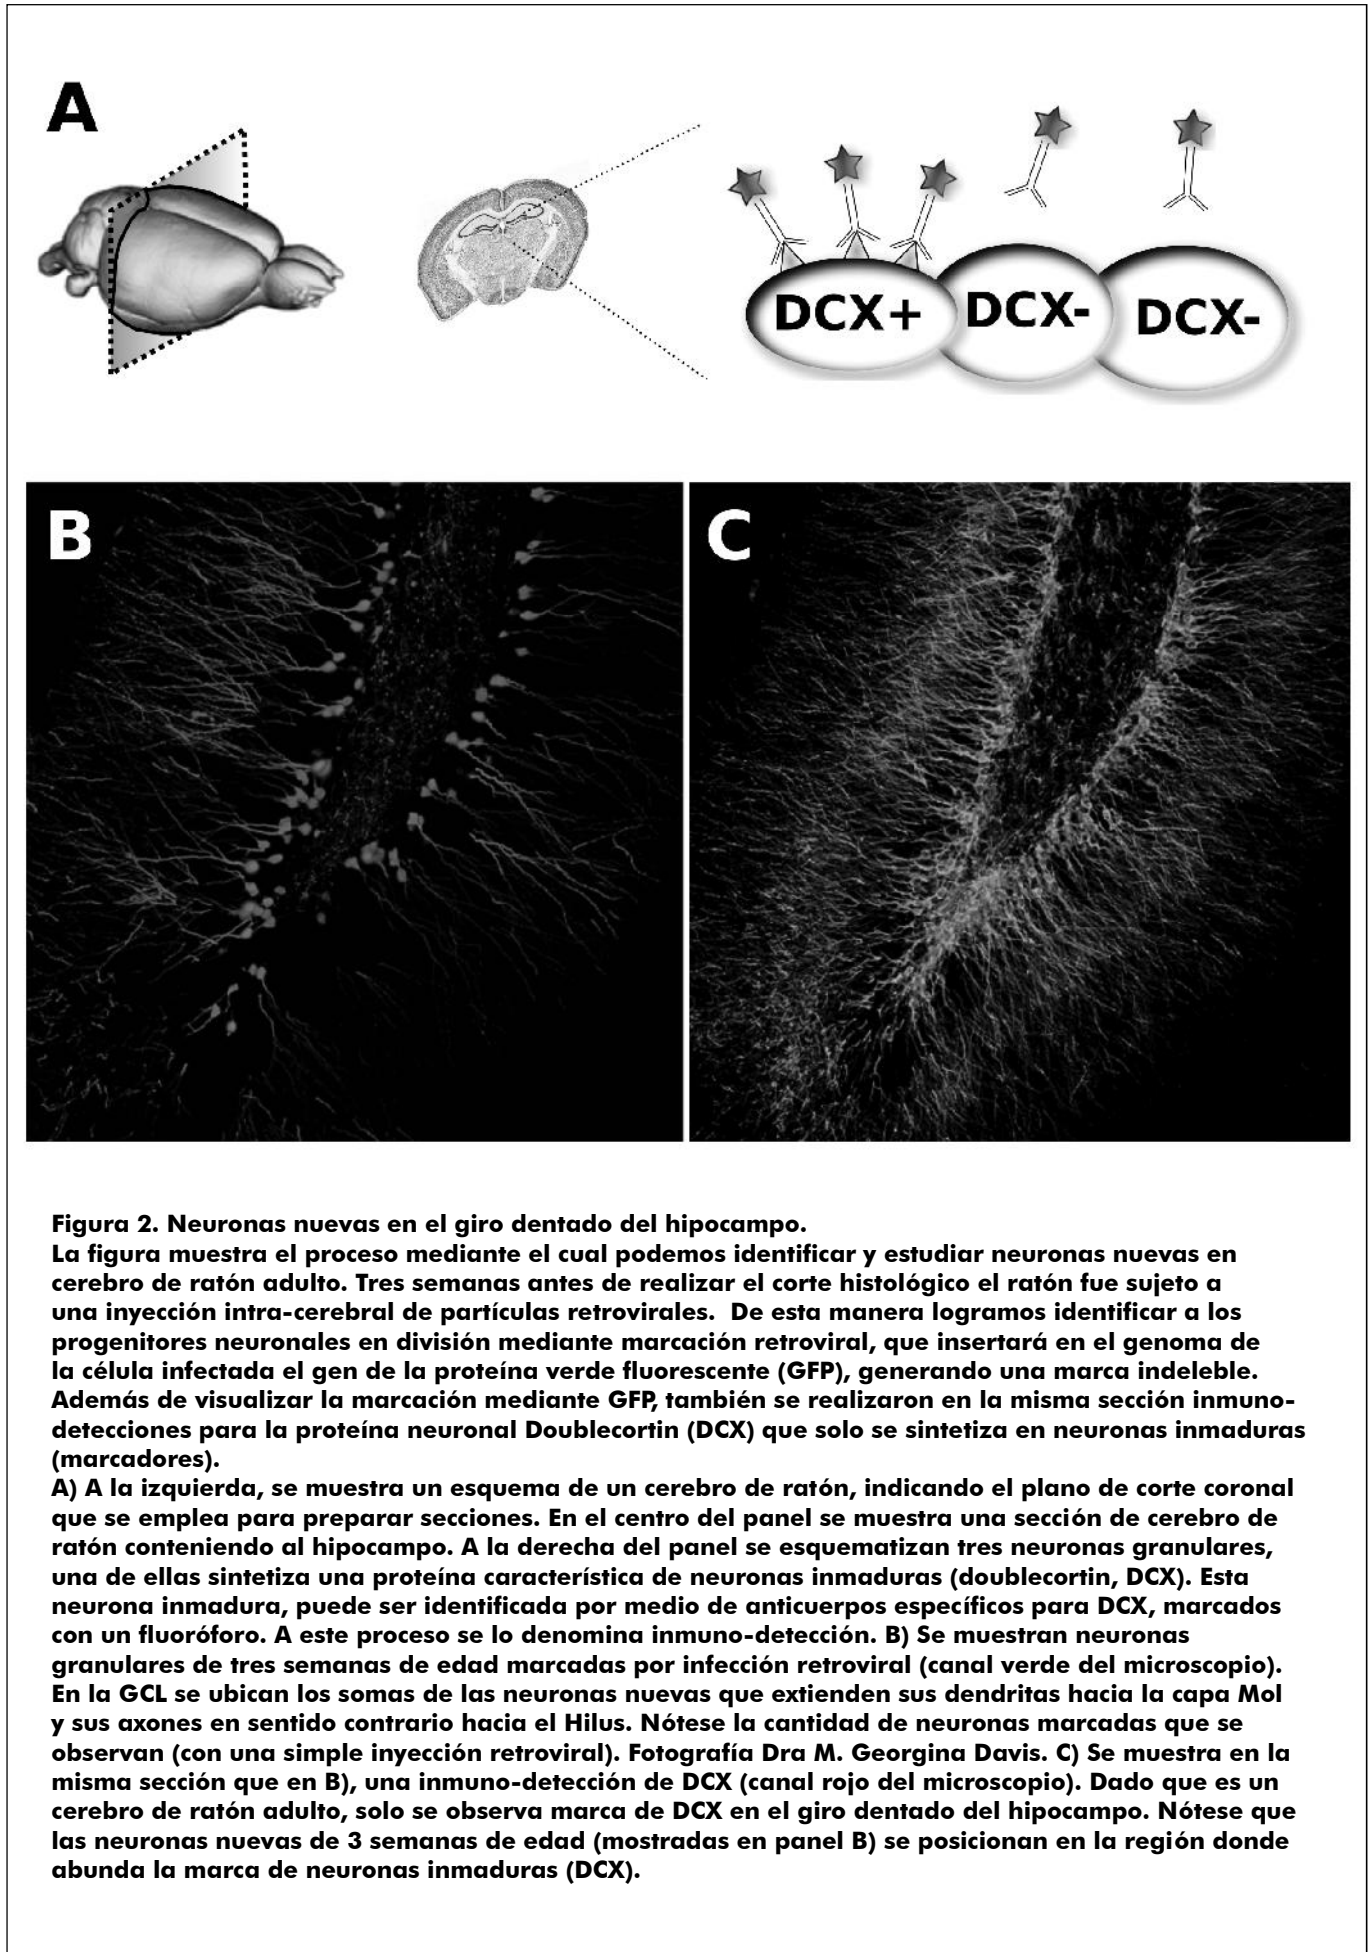 A
DCX+ DCX- DCX-
B
C
Figura 2. Neuronas nuevas en el giro dentado del hipocampo.
La figura muestra el proceso mediante el cual podemos identificar y estudiar neuronas nuevas en
cerebro de ratón adulto. Tres semanas antes de realizar el corte histológico el ratón fue sujeto a
una inyección intra-cerebral de partículas retrovirales.  De esta manera logramos identificar a los
progenitores neuronales en división mediante marcación retroviral, que insertará en el genoma de
la célula infectada el gen de la proteína verde fluorescente (GFP), generando una marca indeleble.
Además de visualizar la marcación mediante GFP, también se realizaron en la misma sección inmuno-
detecciones para la proteína neuronal Doublecortin (DCX) que solo se sintetiza en neuronas inmaduras
(marcadores).
A) A la izquierda, se muestra un esquema de un cerebro de ratón, indicando el plano de corte coronal
que se emplea para preparar secciones. En el centro del panel se muestra una sección de cerebro de
ratón conteniendo al hipocampo. A la derecha del panel se esquematizan tres neuronas granulares,
una de ellas sintetiza una proteína característica de neuronas inmaduras (doublecortin, DCX). Esta
neurona inmadura, puede ser identificada por medio de anticuerpos específicos para DCX, marcados
con un fluoróforo. A este proceso se lo denomina inmuno-detección. B) Se muestran neuronas
granulares de tres semanas de edad marcadas por infección retroviral (canal verde del microscopio).
En la GCL se ubican los somas de las neuronas nuevas que extienden sus dendritas hacia la capa Mol
y sus axones en sentido contrario hacia el Hilus. Nótese la cantidad de neuronas marcadas que se
observan (con una simple inyección retroviral). Fotografía Dra M. Georgina Davis. C) Se muestra en la
misma sección que en B), una inmuno-detección de DCX (canal rojo del microscopio). Dado que es un
cerebro de ratón adulto, solo se observa marca de DCX en el giro dentado del hipocampo. Nótese que
las neuronas nuevas de 3 semanas de edad (mostradas en panel B) se posicionan en la región donde
abunda la marca de neuronas inmaduras (DCX).